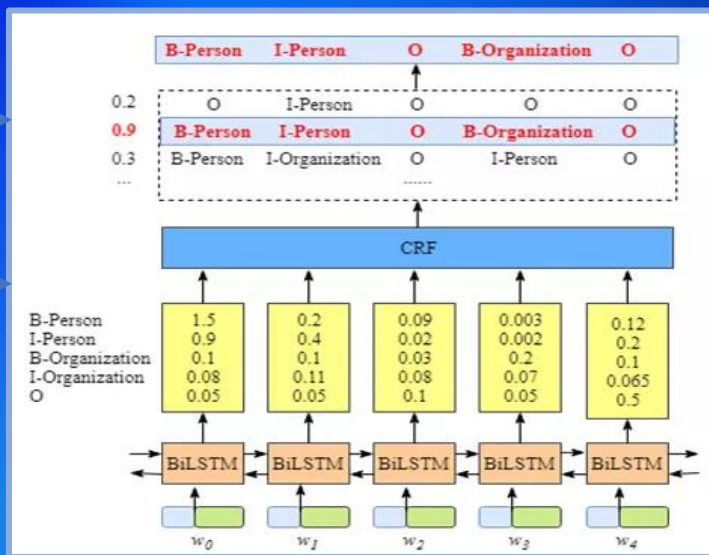 B-Person I-Person O B-Organization O
0.2 O I-Person O O O
0.9 B-Person I-Person O B-Organization O
0.3 B-Person I-Organization O I-Person O
... ......
CRF
B-Person 1.5 0.2 0.09 0.003 0.12
I-Person 0.9 0.4 0.02 0.002 0.2
B-Organization 0.1 0.1 0.03 0.2 0.1
I-Organization 0.08 0.11 0.08 0.07 0.065
O 0.05 0.05 0.1 0.05 0.5
BiLSTM BiLSTM BiLSTM BiLSTM BiLSTM
w0 w1 w2 w3 w4